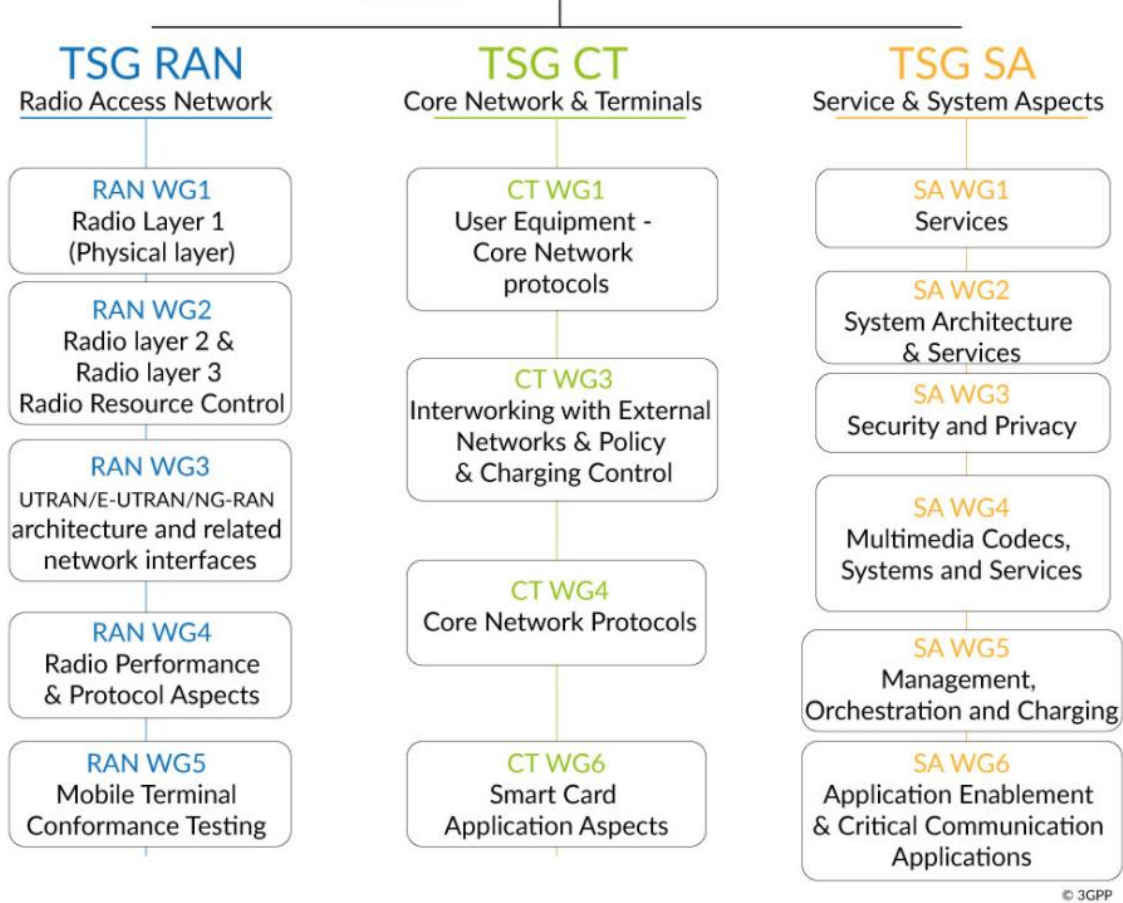 TSG RAN
Radio Access Network
RAN WG1
Radio Layer 1
(Physical layer)
RAN WG2
Radio layer 2 &
Radio layer 3
Radio Resource Control
RAN WG3
UTRAN/E-UTRAN/NG-RAN
architecture and related
network interfaces
RAN WG4
Radio Performance
& Protocol Aspects
RAN WG5
Mobile Terminal
Conformance Testing
TSG CT
Core Network & Terminals
CT WG1
User Equipment -
Core Network
protocols
CT WG3
Interworking with External
Networks & Policy
& Charging Control
CT WG4
Core Network Protocols
CT WG6
Smart Card
Application Aspects
TSG SA
Service & System Aspects
SA WG1
Services
SA WG2
System Architecture
& Services
SA WG3
Security and Privacy
SA WG4
Multimedia Codecs,
Systems and Services
SA WG5
Management,
Orchestration and Charging
SA WG6
Application Enablement
& Critical Communication
Applications
© 3GPP